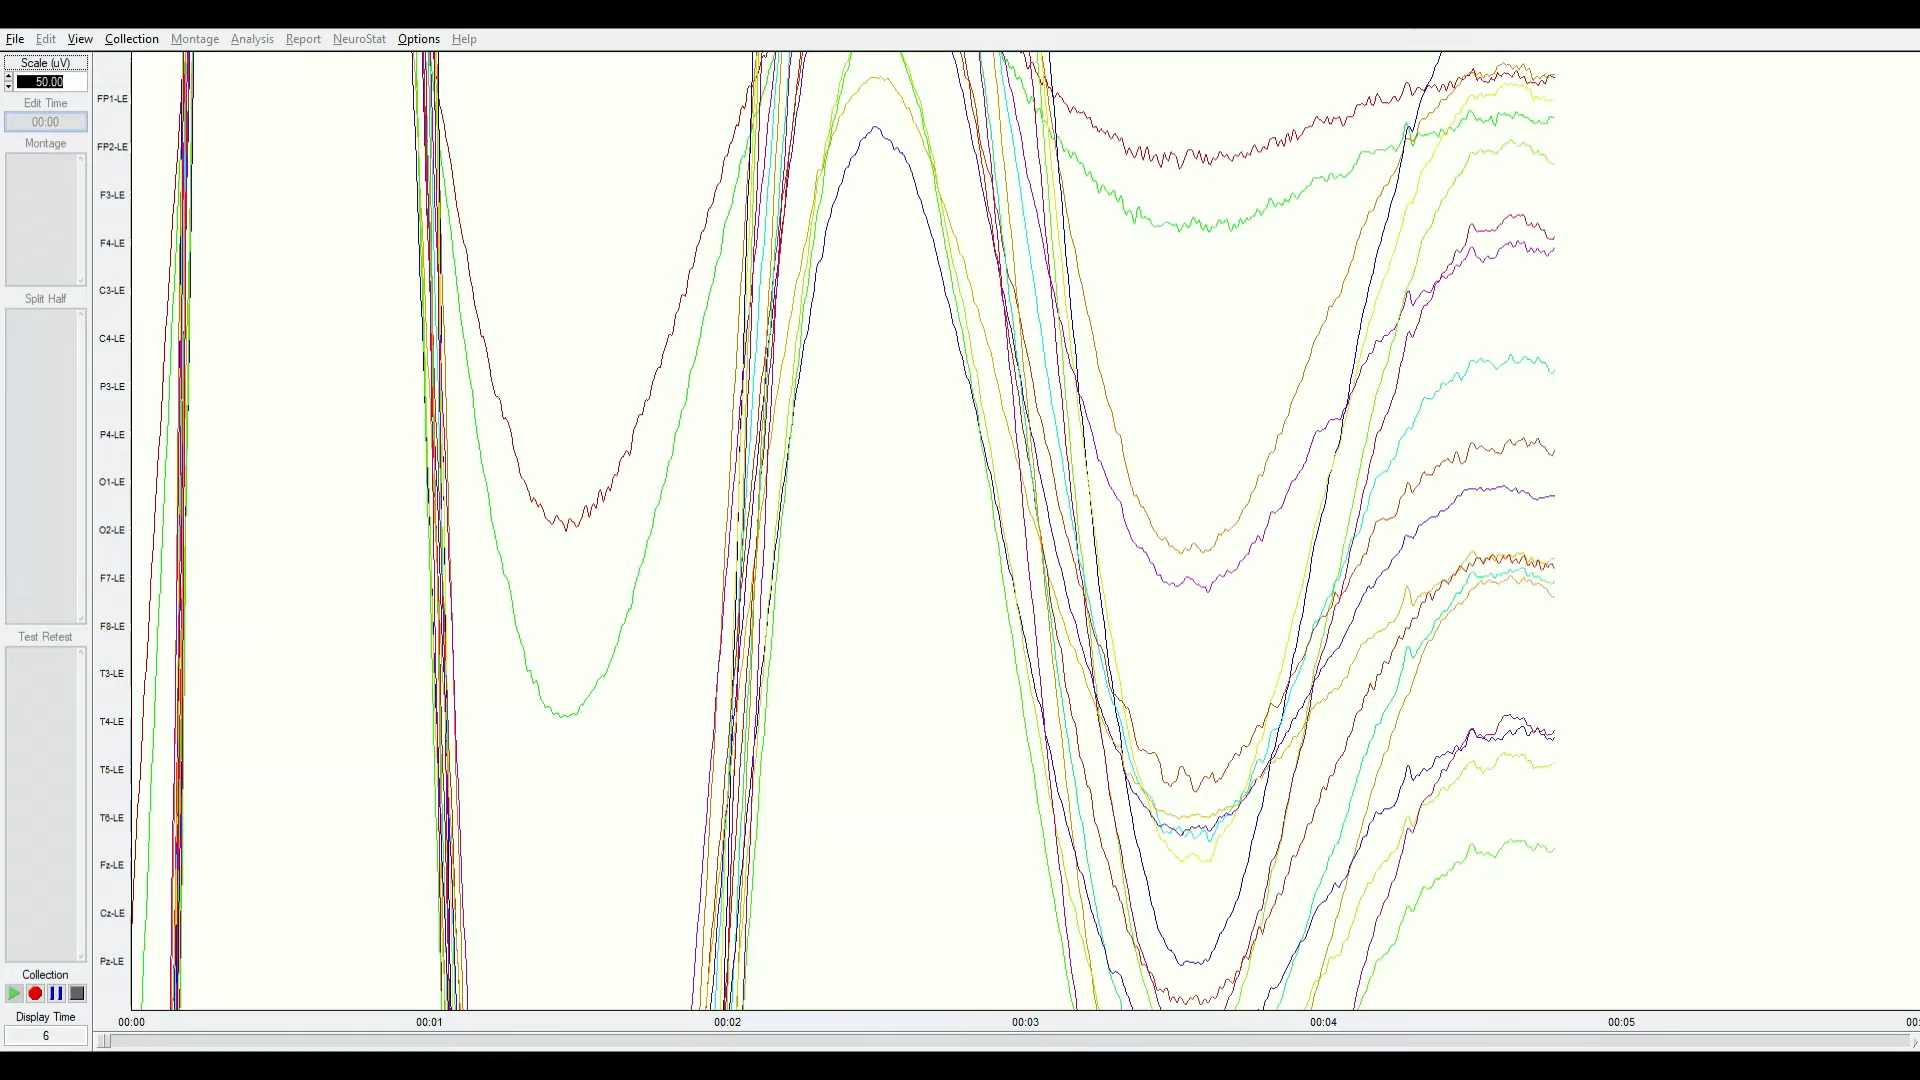 File Edit View Collection Montage Analysis Report NeuroStat Options Help
Scale (uV)
50.00
Edit Time
00:00
Montage
Split Half
Test Retest
Collection
Display Time
6
FP1-LE
FP2-LE
F3-LE
F4-LE
C3-LE
C4-LE
P3-LE
P4-LE
O1-LE
O2-LE
F7-LE
F8-LE
T3-LE
T4-LE
T5-LE
T6-LE
Fz-LE
Cz-LE
Pz-LE
00:00 00:01 00:02 00:03 00:04 00:05 00: